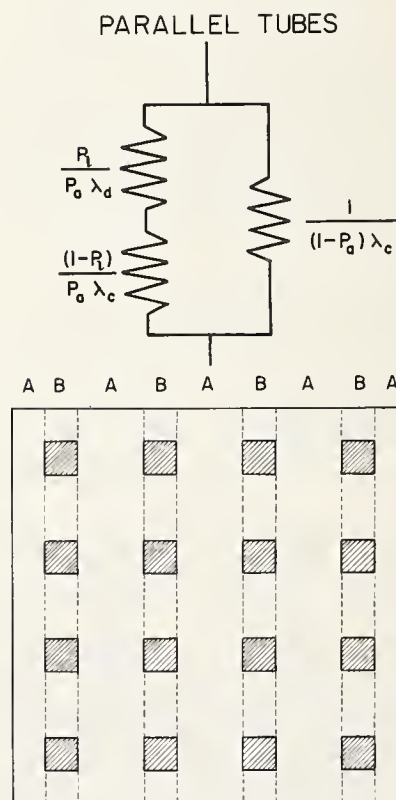 PARALLEL TUBES
P_l
P_a λ_d
(1-P_l)
P_a λ_c
1
(1-P_a) λ_c
A B A B A B A B A